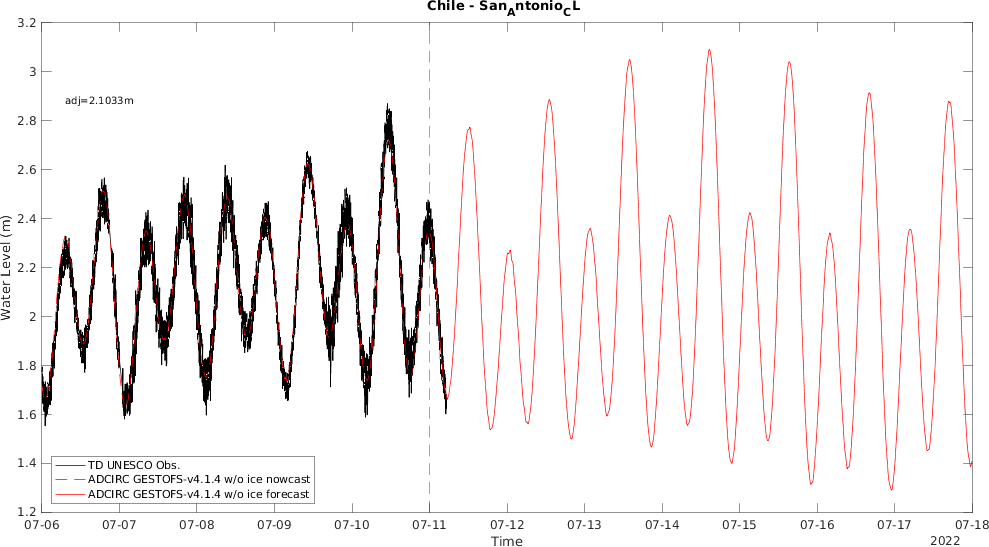 Chile - SanAntonioCL
adj=2.1033m
Water Level (m)
3.2
3
2.8
2.6
2.4
2.2
2
1.8
1.6
1.4
1.2
TD UNESCO Obs.
ADCIRC GESTOFS-v4.1.4 w/o ice nowcast
ADCIRC GESTOFS-v4.1.4 w/o ice forecast
07-06 07-07 07-08 07-09 07-10 07-11 07-12 07-13 07-14 07-15 07-16 07-17 07-18
Time
2022